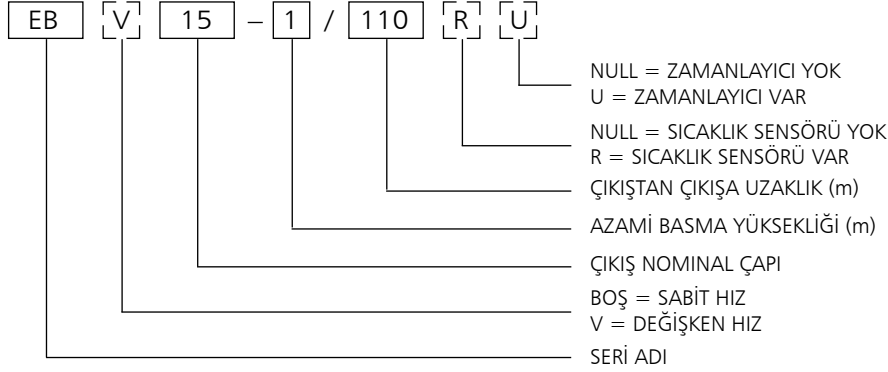 EB V 15 – 1 / 110 R U
NULL = ZAMANLAYICI YOK
U = ZAMANLAYICI VAR
NULL = SICAKLIK SENSÖRÜ YOK
R = SICAKLIK SENSÖRÜ VAR
ÇIKIŞTAN ÇIKIŞA UZAKLIK (m)
AZAMİ BASMA YÜKSEKLİĞİ (m)
ÇIKIŞ NOMINAL ÇAPI
BOŞ = SABİT HIZ
V = DEĞİŞKEN HIZ
SERİ ADI